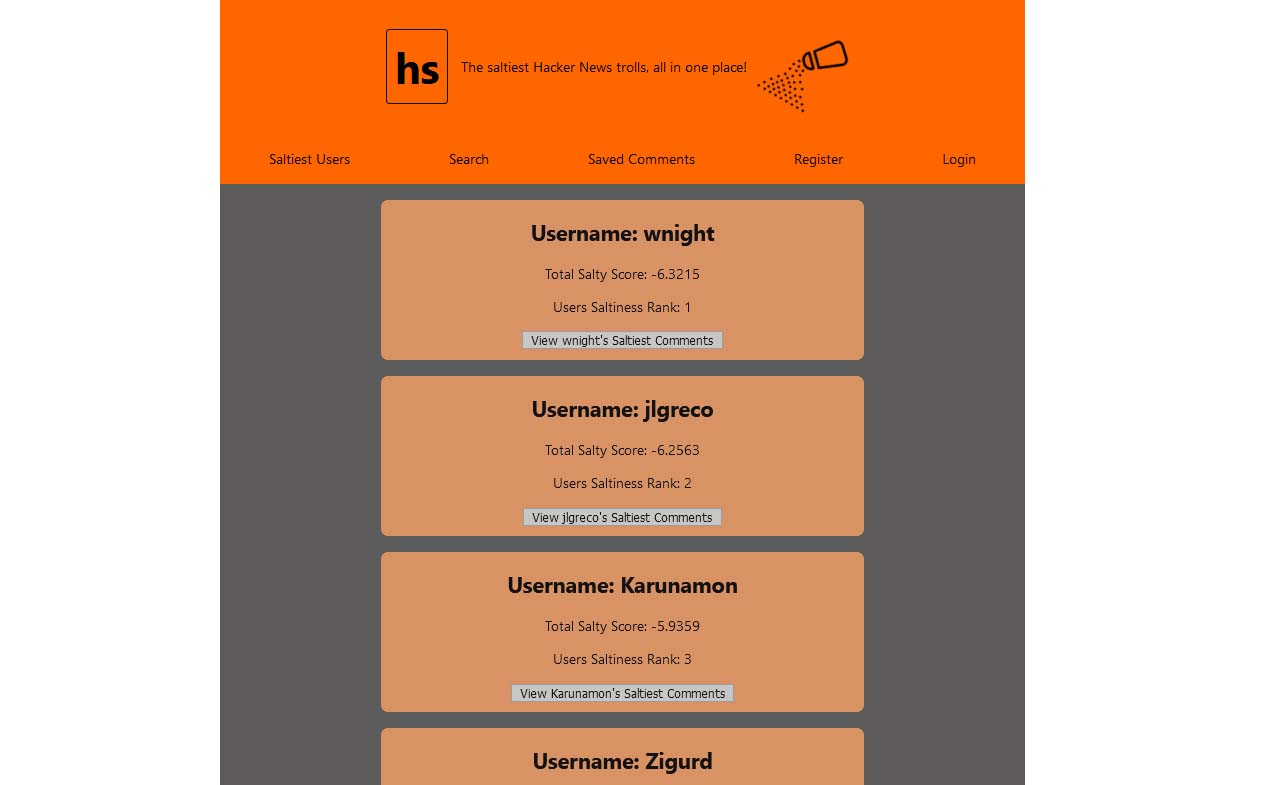 hs
The saltiest Hacker News trolls, all in one place!
Saltiest Users Search Saved Comments Register Login
Username: wnight
Total Salty Score: -6.3215
Users Saltiness Rank: 1
View wnight's Saltiest Comments
Username: jlgreco
Total Salty Score: -6.2563
Users Saltiness Rank: 2
View jlgreco's Saltiest Comments
Username: Karunamon
Total Salty Score: -5.9359
Users Saltiness Rank: 3
View Karunamon's Saltiest Comments
Username: Zigurd